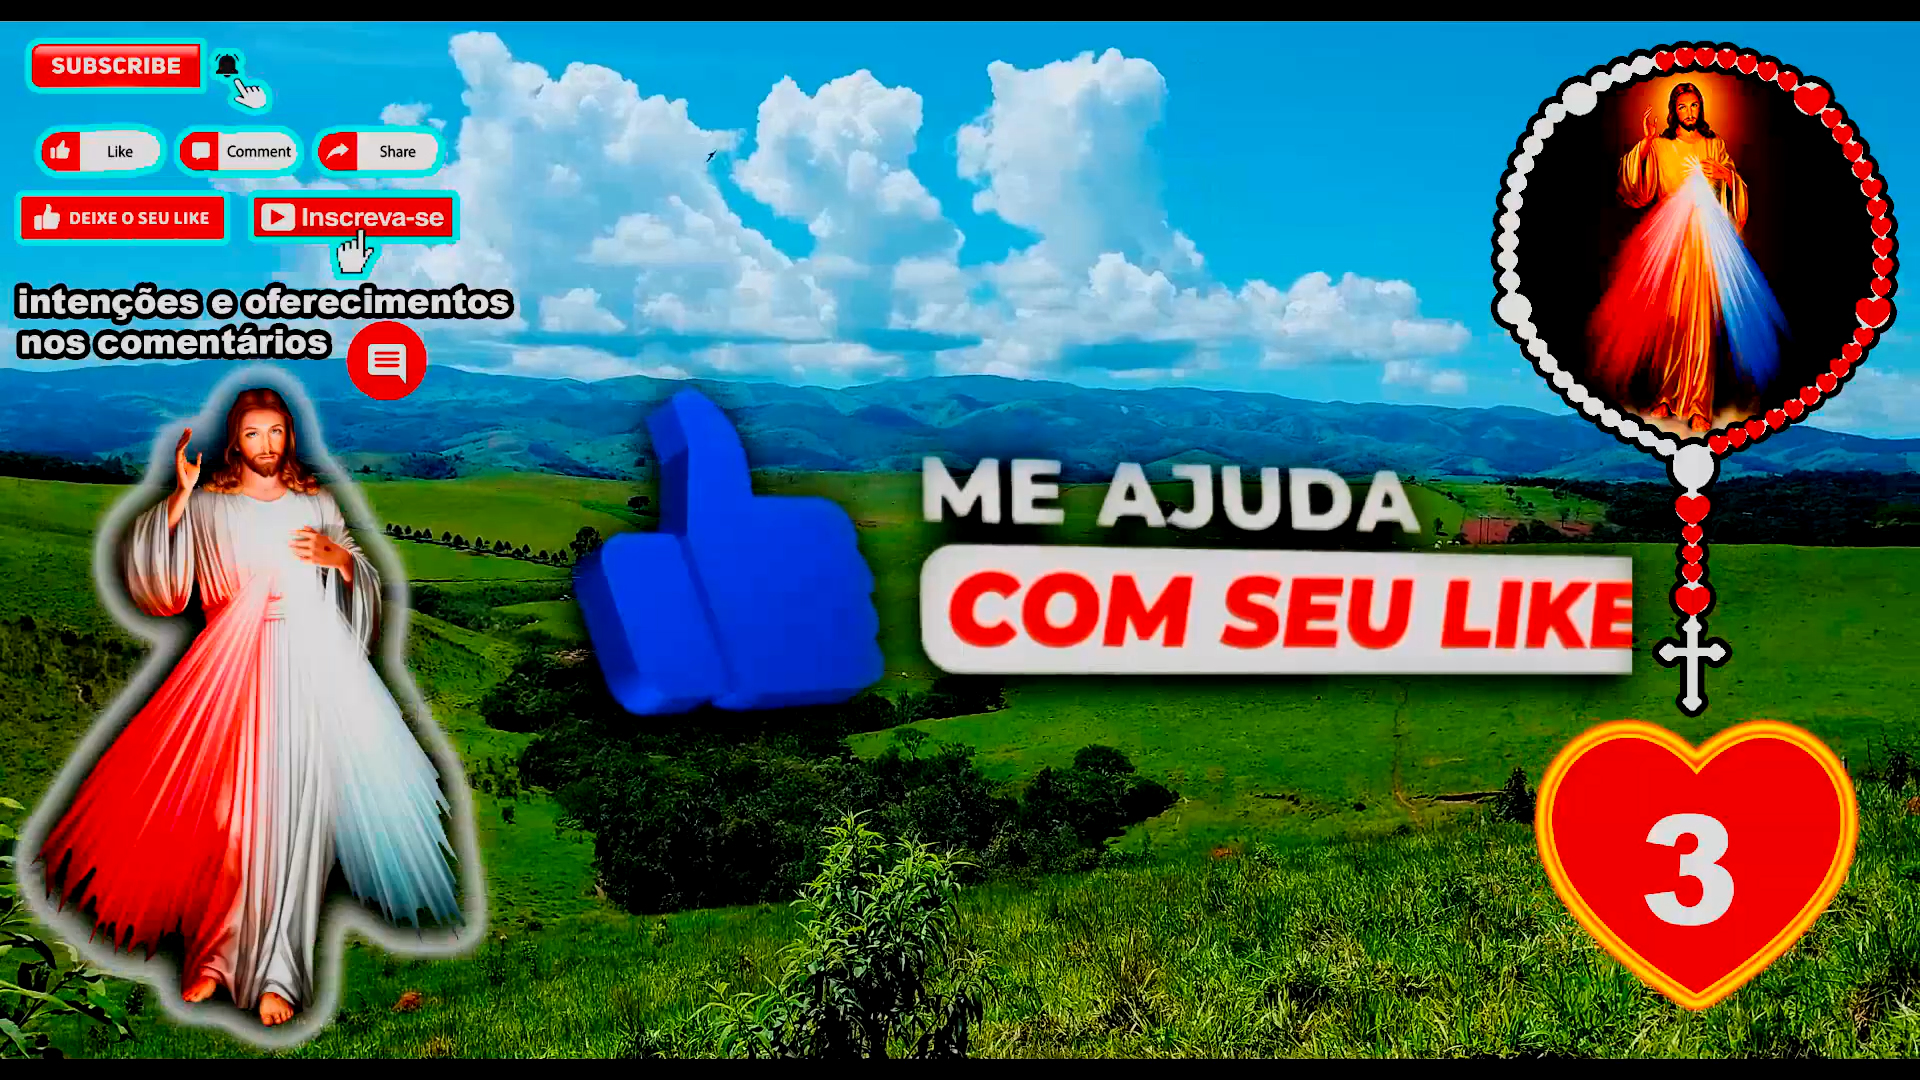 SUBSCRIBE
Like
Comment
Share
DEIXE O SEU LIKE
Inscreva-se
intenções e oferecimentos
nos comentários
ME AJUDA
COM SEU LIKE
3